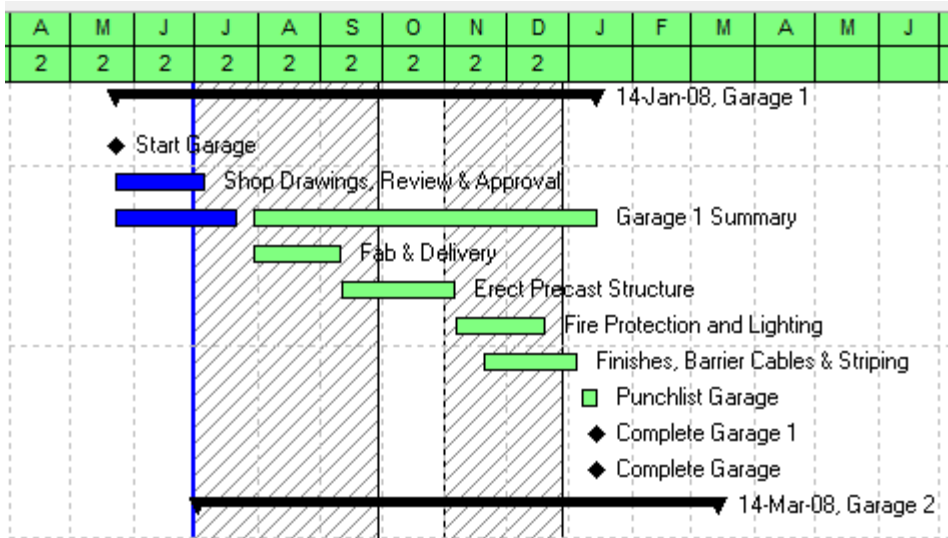 A M J J A S O N D J F M A M J
2 2 2 2 2 2 2 2 2
14-Jan-08, Garage 1
Start Garage
Shop Drawings, Review & Approval
Garage 1 Summary
Fab & Delivery
Erect Precast Structure
Fire Protection and Lighting
Finishes, Barrier Cables & Striping
Punchlist Garage
Complete Garage 1
Complete Garage
14-Mar-08, Garage 2